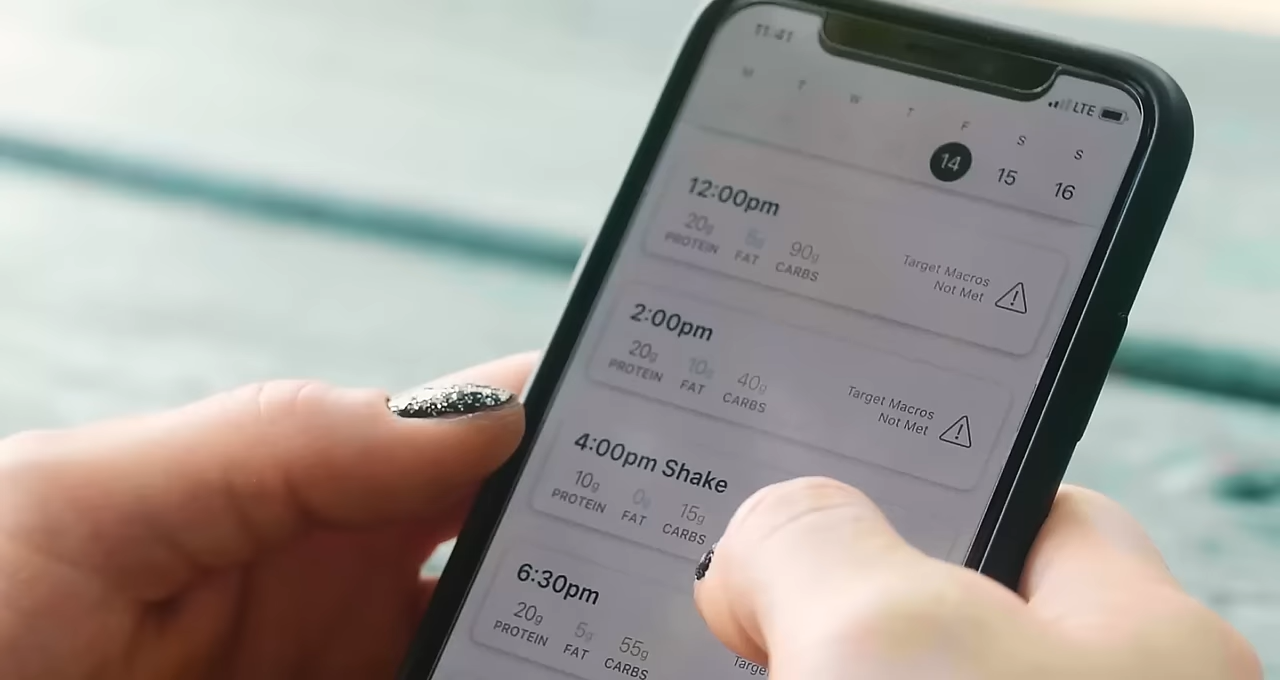 11:41
LTE
M T W T F S S
14 15 16
12:00pm
20g 5g 90g
PROTEIN FAT CARBS
Target Macros
Not Met
2:00pm
20g 10g 40g
PROTEIN FAT CARBS
Target Macros
Not Met
4:00pm Shake
10g 0g 15g
PROTEIN FAT CARBS
6:30pm
20g 5g 55g
PROTEIN FAT CARBS
Targe